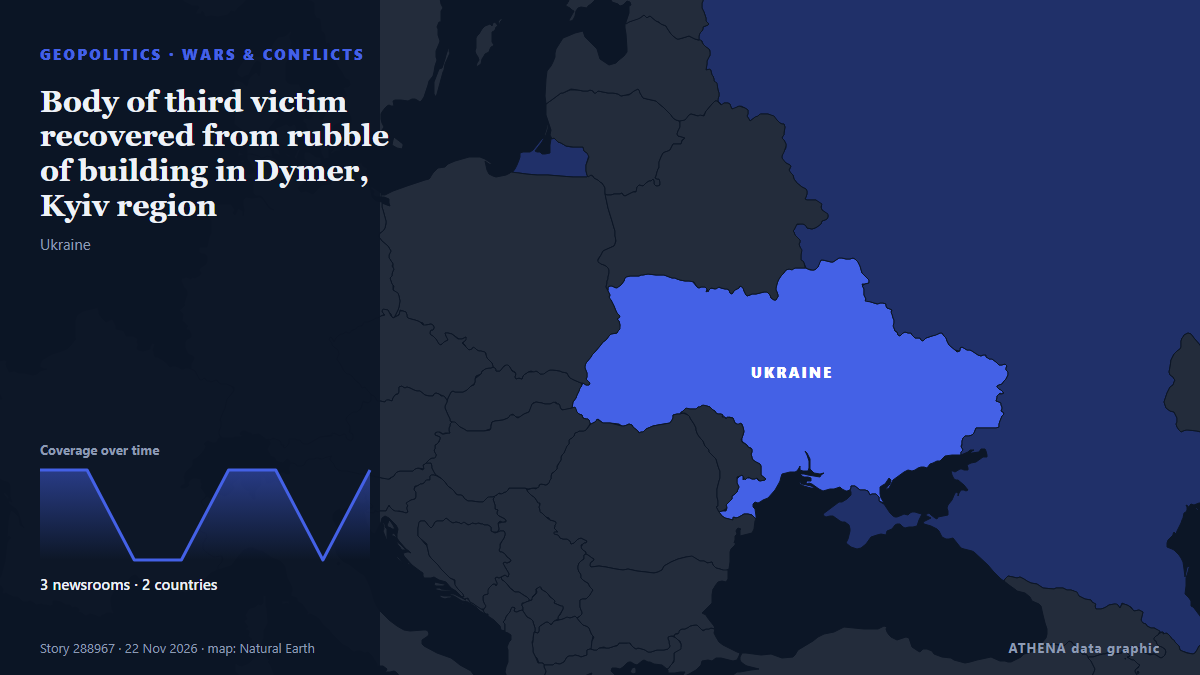 GEOPOLITICS · WARS & CONFLICTS
Body of third victim
recovered from rubble
of building in Dymer,
Kyiv region
Ukraine
UKRAINE
Coverage over time
3 newsrooms · 2 countries
Story 288967 · 22 Nov 2026 · map: Natural Earth
ATHENA data graphic